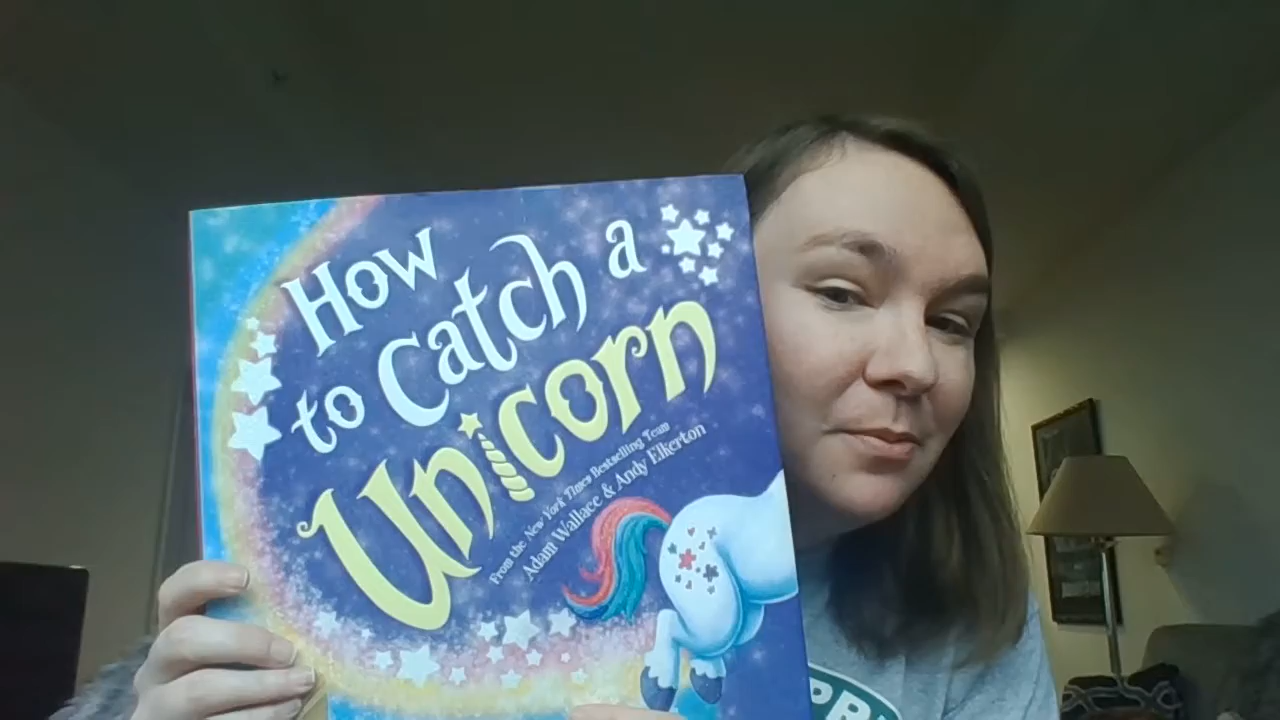 How
to Catch a
Unicorn
From the New York Times Bestselling Team
Adam Wallace & Andy Elkerton